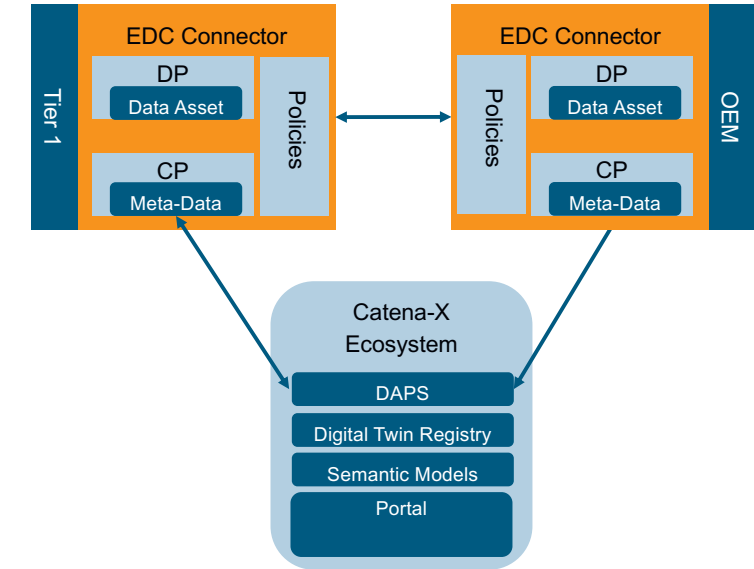 Tier 1
EDC Connector
DP
Data Asset
CP
Meta-Data
Policies
EDC Connector
Policies
DP
Data Asset
CP
Meta-Data
OEM
Catena-X
Ecosystem
DAPS
Digital Twin Registry
Semantic Models
Portal